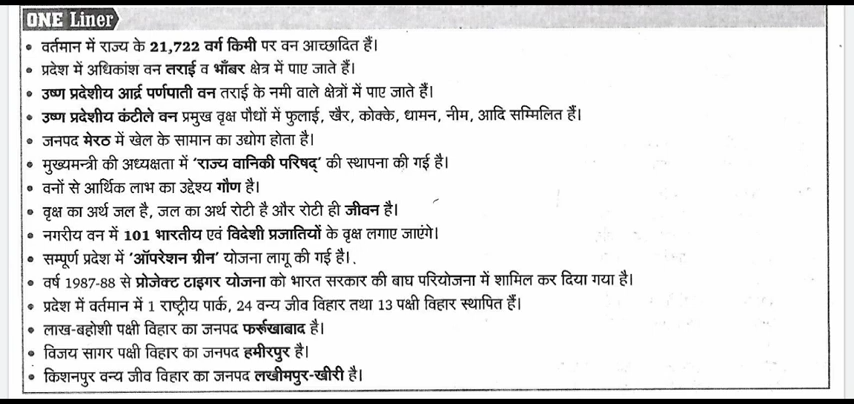 ONE Liner
• वर्तमान में राज्य के 21,722 वर्ग किमी पर वन आच्छादित हैं।
• प्रदेश में अधिकांश वन तराई व भाँबर क्षेत्र में पाए जाते हैं।
• उष्ण प्रदेशीय आर्द्र पर्णपाती वन तराई के नमी वाले क्षेत्रों में पाए जाते हैं।
• उष्ण प्रदेशीय कंटीले वन प्रमुख वृक्ष पौधों में फुलाई, खैर, कोक्के, धामन, नीम, आदि सम्मिलित हैं।
• जनपद मेरठ में खेल के सामान का उद्योग होता है।
• मुख्यमन्त्री की अध्यक्षता में 'राज्य वानिकी परिषद्' की स्थापना की गई है।
• वनों से आर्थिक लाभ का उद्देश्य गौण है।
• वृक्ष का अर्थ जल है, जल का अर्थ रोटी है और रोटी ही जीवन है।
• नगरीय वन में 101 भारतीय एवं विदेशी प्रजातियों के वृक्ष लगाए जाएंगे।
• सम्पूर्ण प्रदेश में 'ऑपरेशन ग्रीन' योजना लागू की गई है।
• वर्ष 1987-88 से प्रोजेक्ट टाइगर योजना को भारत सरकार की बाघ परियोजना में शामिल कर दिया गया है।
• प्रदेश में वर्तमान में 1 राष्ट्रीय पार्क, 24 वन्य जीव विहार तथा 13 पक्षी विहार स्थापित हैं।
• लाख-बहोशी पक्षी विहार का जनपद फर्रूखाबाद है।
• विजय सागर पक्षी विहार का जनपद हमीरपुर है।
• किशनपुर वन्य जीव विहार का जनपद लखीमपुर-खीरी है।